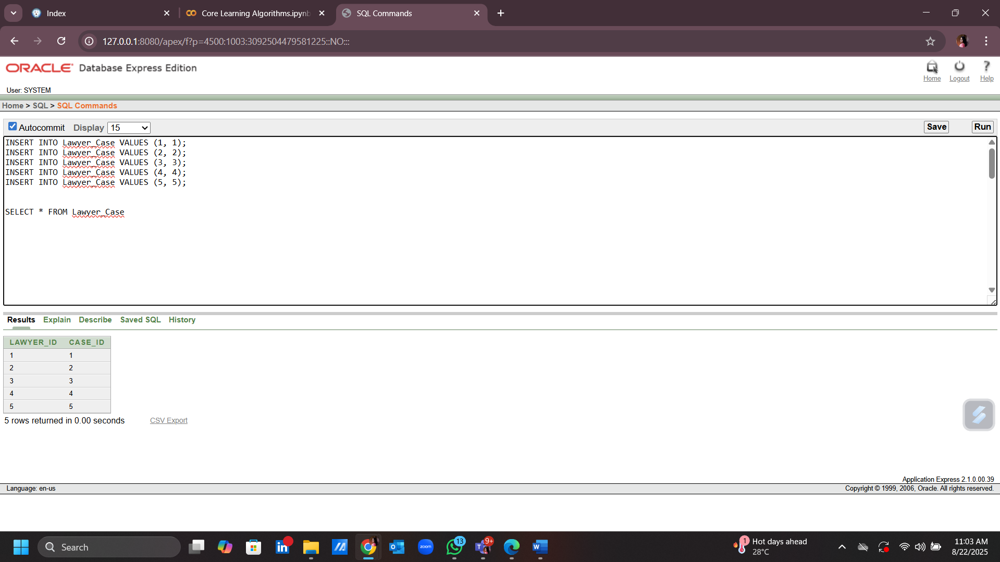 Index
Core Learning Algorithms.ipynb
SQL Commands
127.0.0.1:8080/apex/f?p=4500:1003:3092504479581225::NO:::
ORACLE Database Express Edition
Home Logout Help
User: SYSTEM
Home > SQL > SQL Commands
Autocommit Display 15 Save Run
INSERT INTO Lawyer_Case VALUES (1, 1);
INSERT INTO Lawyer_Case VALUES (2, 2);
INSERT INTO Lawyer_Case VALUES (3, 3);
INSERT INTO Lawyer_Case VALUES (4, 4);
INSERT INTO Lawyer_Case VALUES (5, 5);
SELECT * FROM Lawyer_Case
Results Explain Describe Saved SQL History
LAWYER_ID CASE_ID
1 1
2 2
3 3
4 4
5 5
5 rows returned in 0.00 seconds CSV Export
Application Express 2.1.0.00.39
Language: en-us Copyright © 1999, 2006, Oracle. All rights reserved.
Search
in
zoom
13
9+
1
Hot days ahead
28°C
11:03 AM
8/22/2025